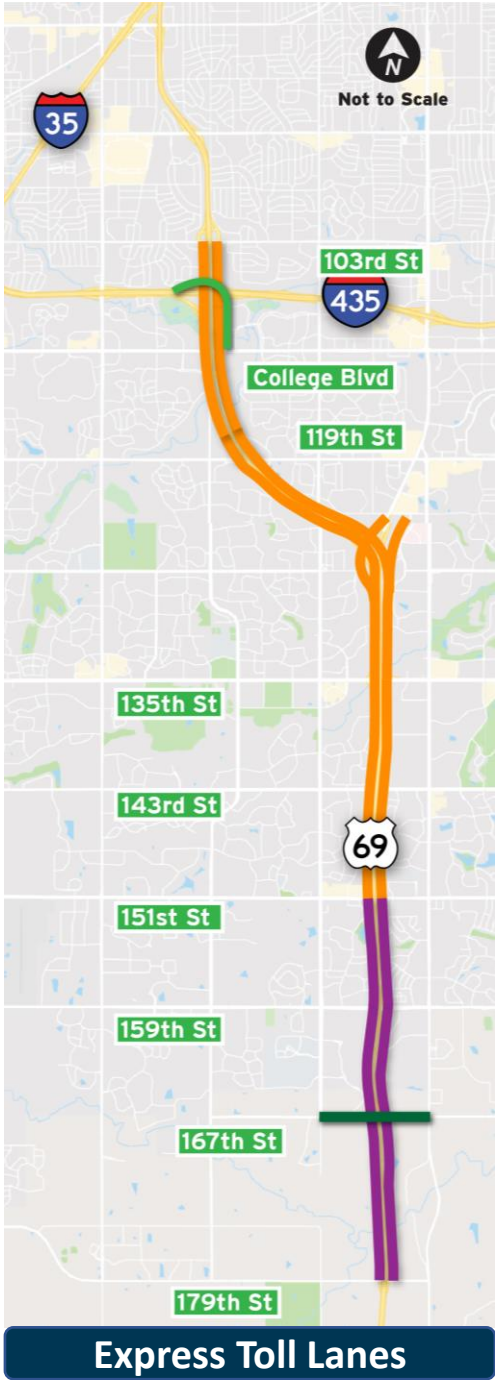 N
Not to Scale
35
103rd St
435
College Blvd
119th St
135th St
143rd St
69
151st St
159th St
167th St
179th St
Express Toll Lanes